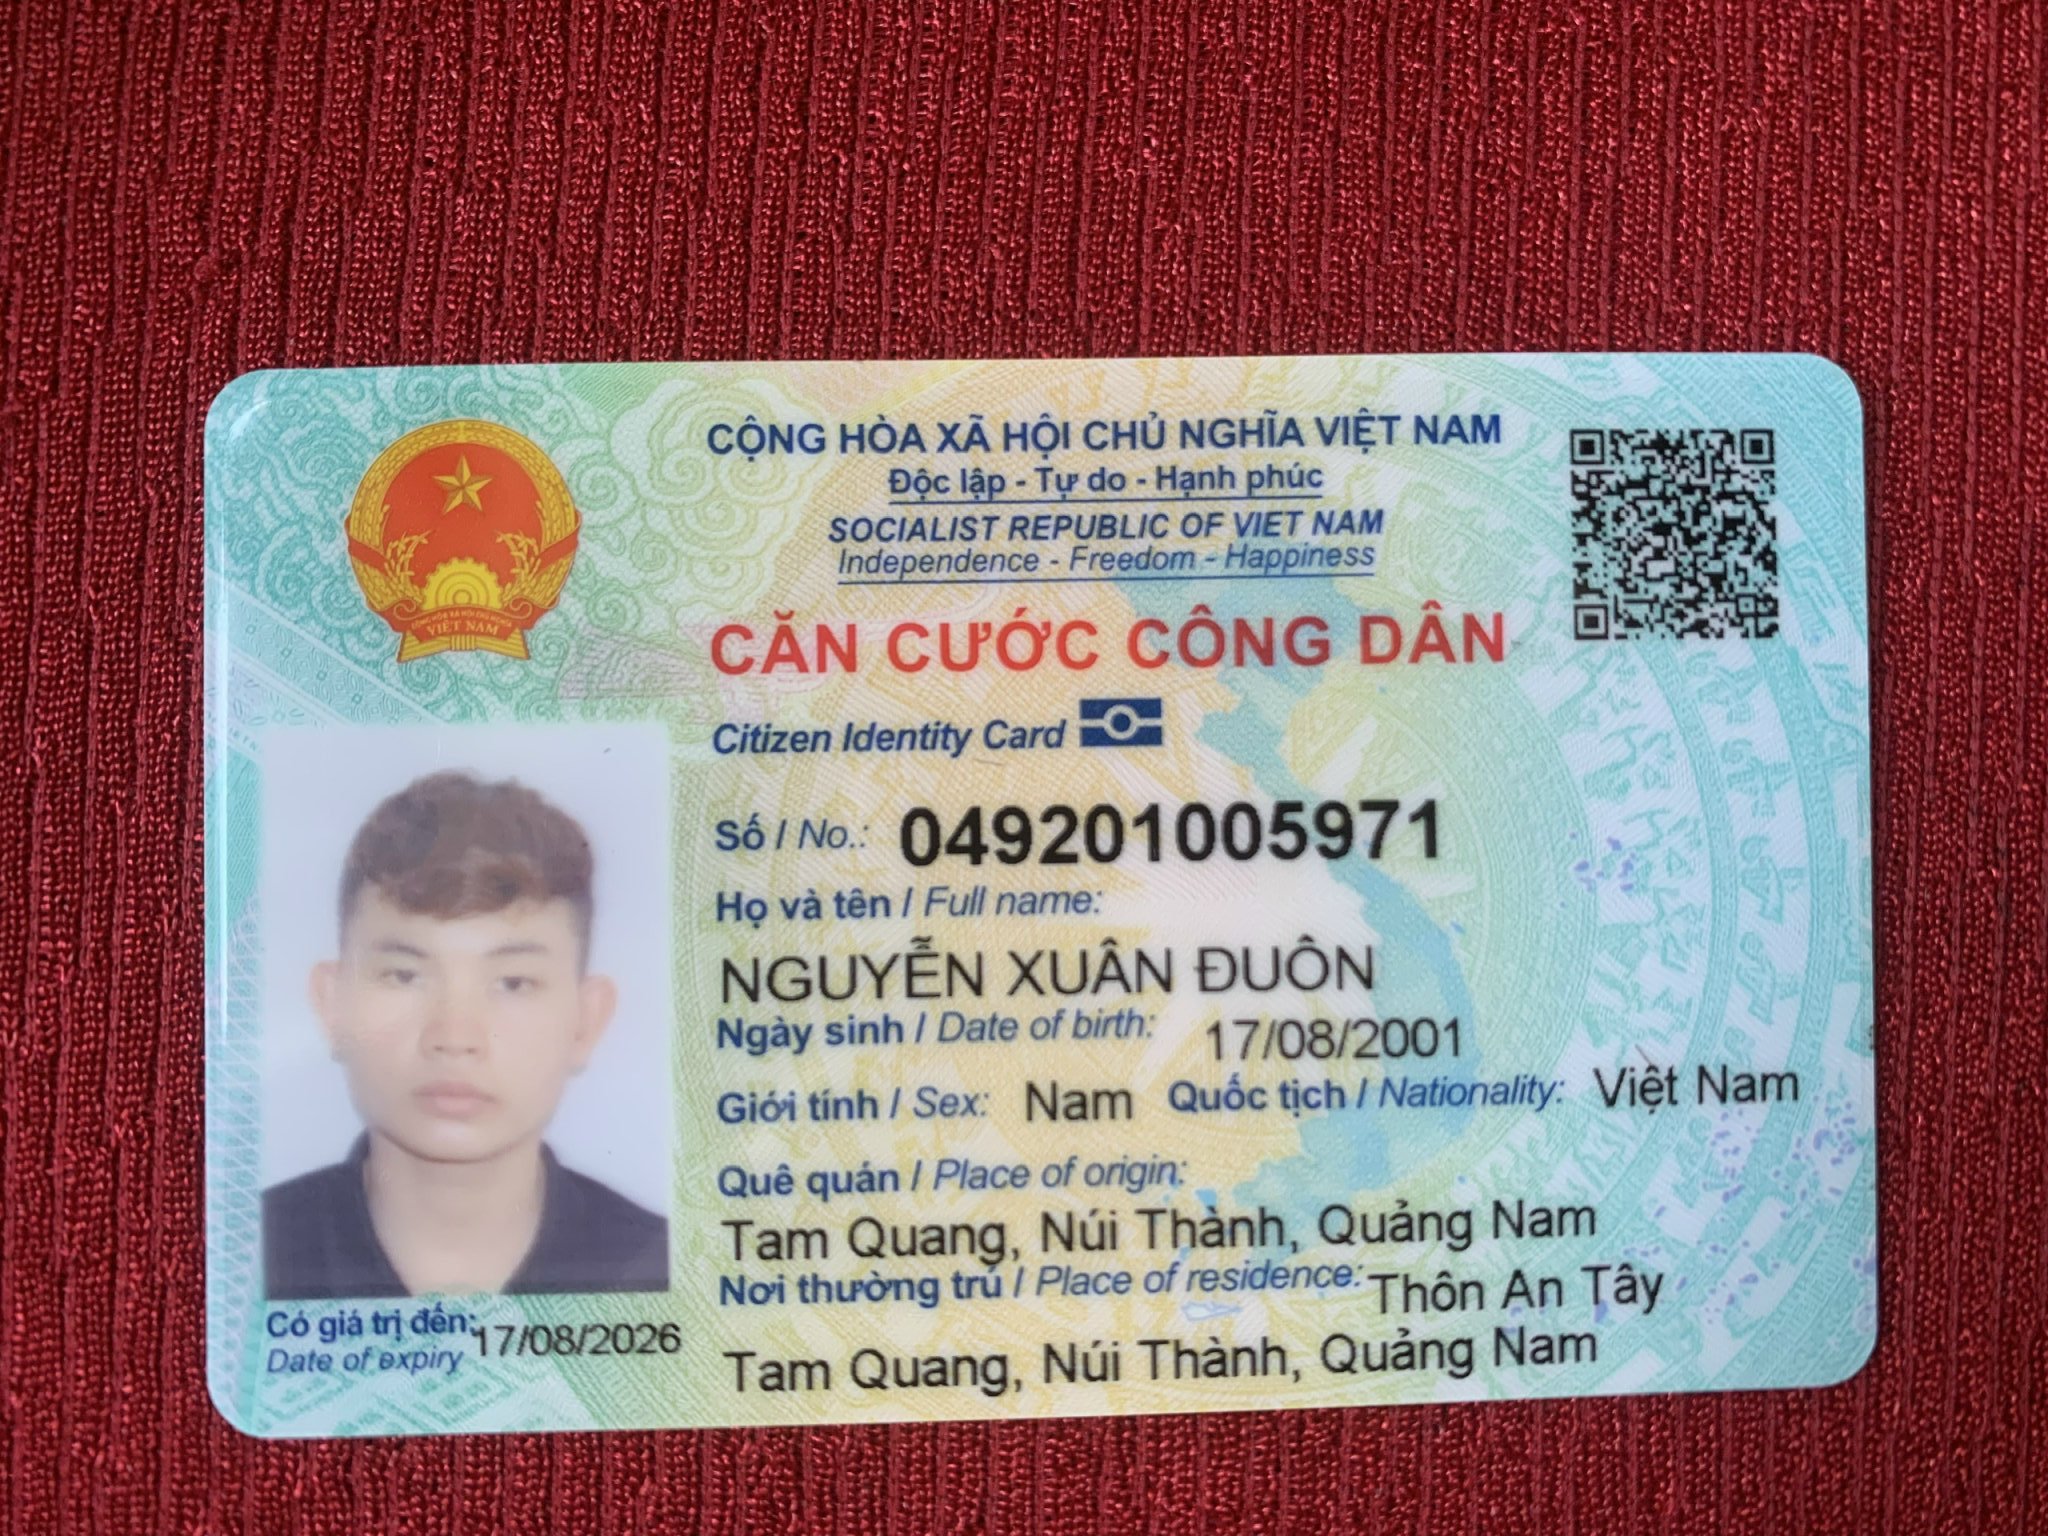 CỘNG HÒA XÃ HỘI CHỦ NGHĨA VIỆT NAM
Độc lập - Tự do - Hạnh phúc
SOCIALIST REPUBLIC OF VIET NAM
Independence - Freedom - Happiness
CĂN CƯỚC CÔNG DÂN
Citizen Identity Card
VIỆT NAM
Số / No.: 049201005971
Họ và tên / Full name:
NGUYỄN XUÂN ĐUÔN
Ngày sinh / Date of birth: 17/08/2001
Giới tính / Sex: Nam Quốc tịch / Nationality: Việt Nam
Quê quán / Place of origin:
Tam Quang, Núi Thành, Quảng Nam
Nơi thường trú / Place of residence: Thôn An Tây
Tam Quang, Núi Thành, Quảng Nam
Có giá trị đến: 17/08/2026
Date of expiry